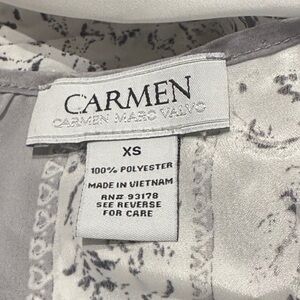 CARMEN
CARMEN MARC VALVO
XS
100% POLYESTER
MADE IN VIETNAM
RN# 93178
SEE REVERSE
FOR CARE